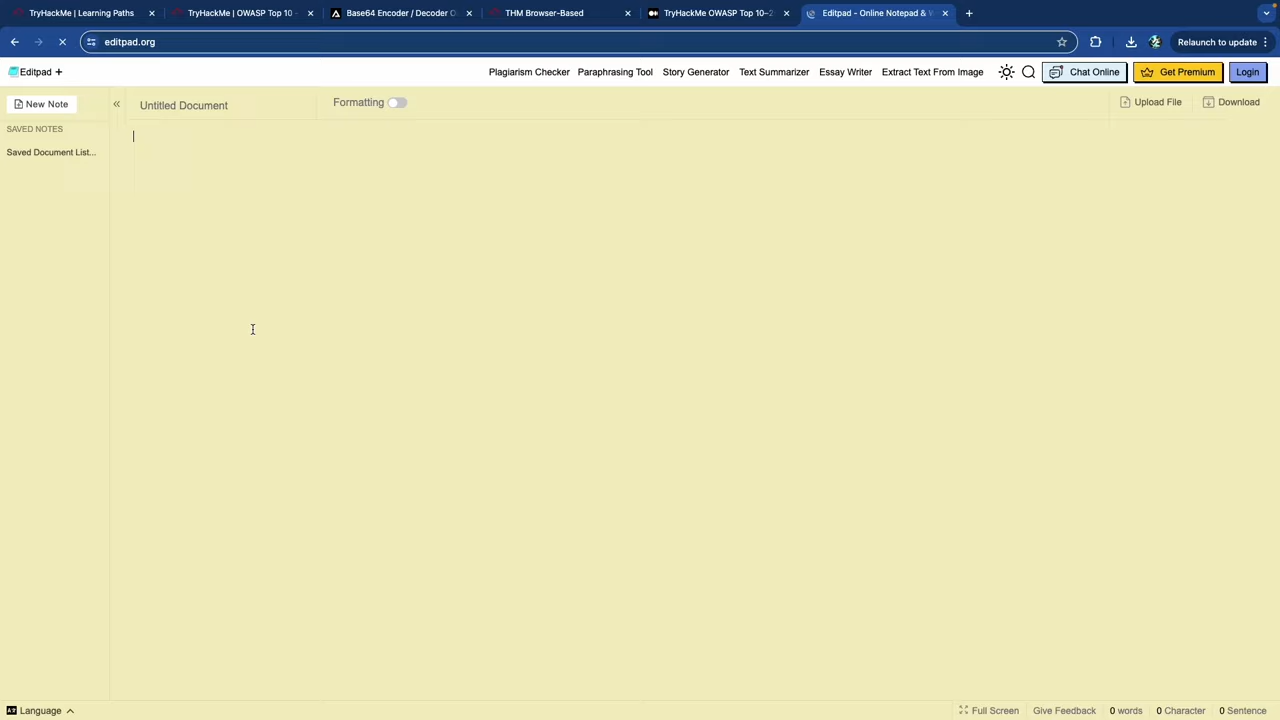 TryHackMe | Learning Paths
TryHackMe | OWASP Top 10 -
Base64 Encoder / Decoder O
THM Browser-Based
TryHackMe OWASP Top 10–2
Editpad - Online Notepad & W
editpad.org
Relaunch to update
Editpad +
Plagiarism Checker Paraphrasing Tool Story Generator Text Summarizer Essay Writer Extract Text From Image Chat Online Get Premium Login
New Note « Untitled Document Formatting Upload File Download
SAVED NOTES
Saved Document List...
Language Full Screen Give Feedback 0 words 0 Character 0 Sentence